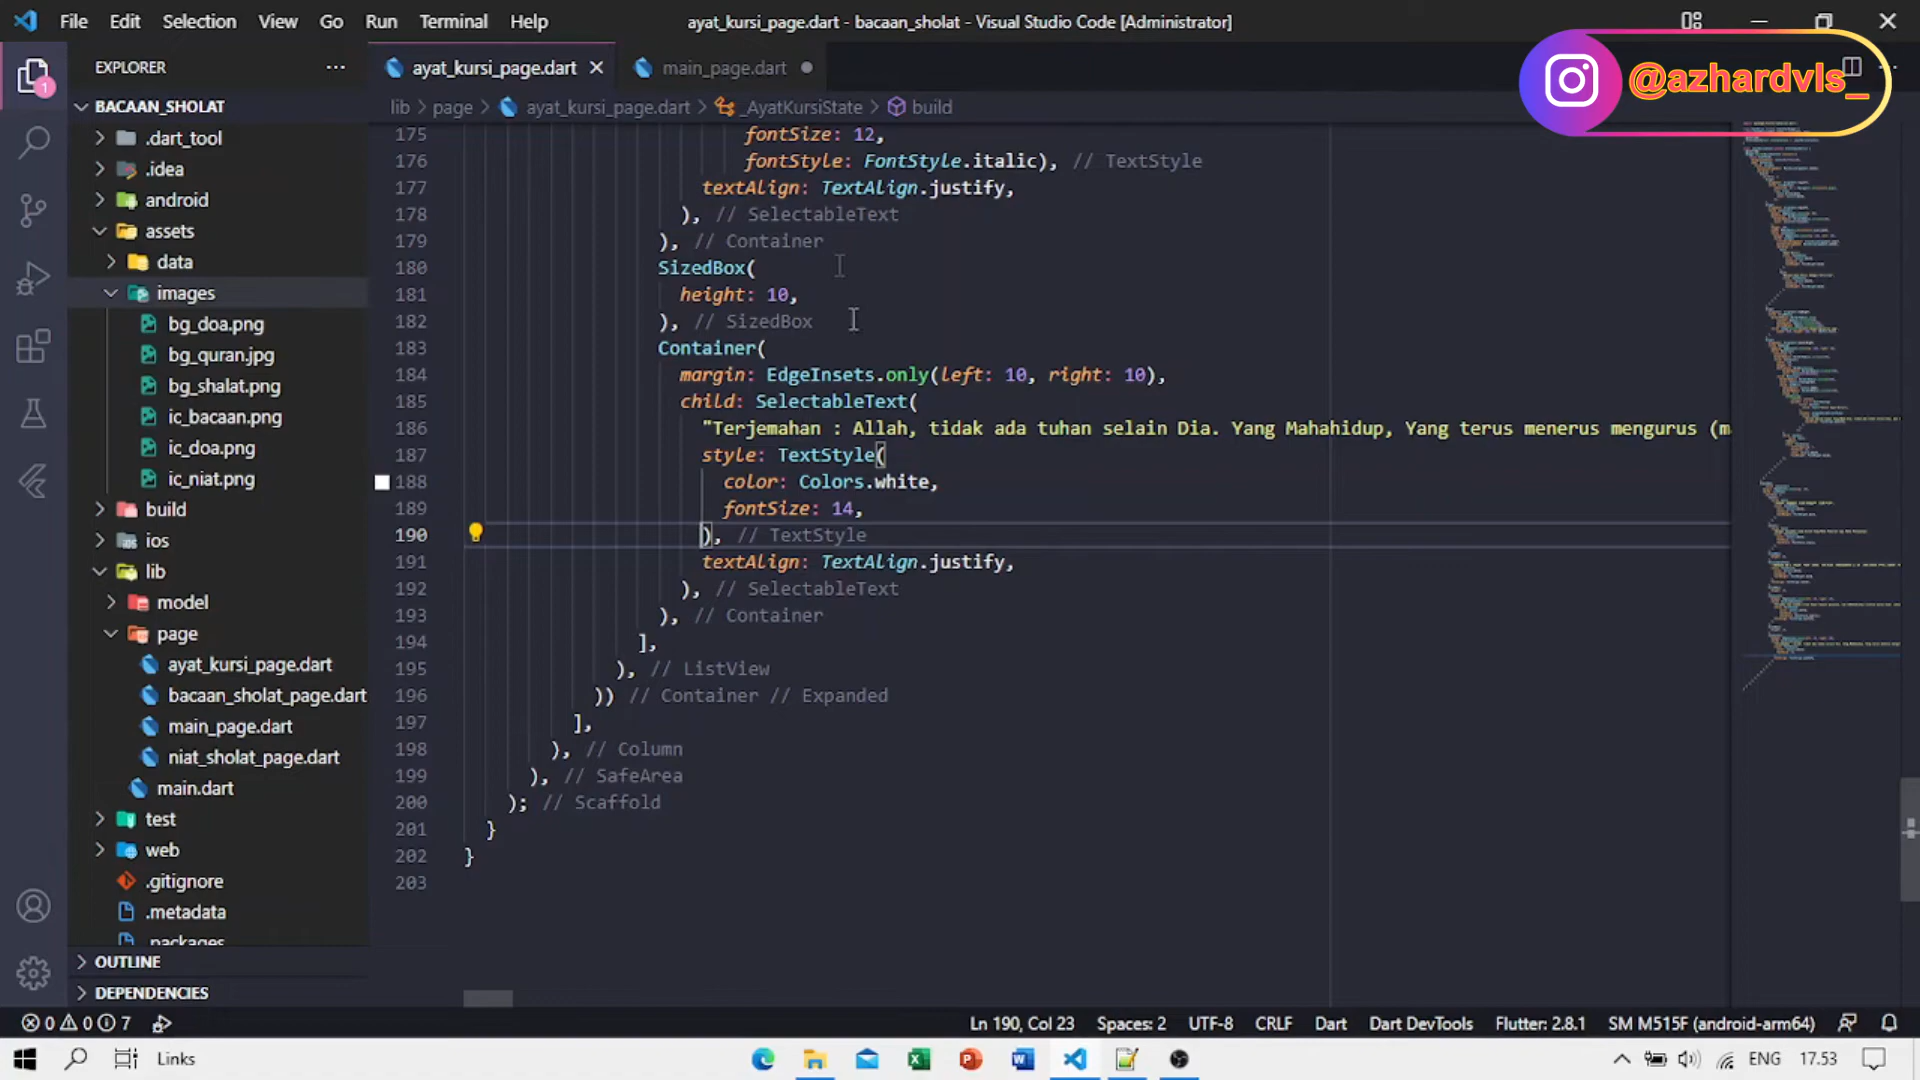 File Edit Selection View Go Run Terminal Help
ayat_kursi_page.dart - bacaan_sholat - Visual Studio Code [Administrator]
@azhardvls_
EXPLORER
ayat_kursi_page.dart
main_page.dart
lib > page > ayat_kursi_page.dart > _AyatKursiState > build
BACAAN_SHOLAT
.dart_tool
.idea
android
assets
data
images
bg_doa.png
bg_quran.jpg
bg_shalat.png
ic_bacaan.png
ic_doa.png
ic_niat.png
build
ios
lib
model
page
ayat_kursi_page.dart
bacaan_sholat_page.dart
main_page.dart
niat_sholat_page.dart
main.dart
test
web
.gitignore
.metadata
.packages
OUTLINE
DEPENDENCIES
175 fontSize: 12,
176 fontStyle: FontStyle.italic), // TextStyle
177 textAlign: TextAlign.justify,
178 ), // SelectableText
179 ), // Container
180 SizedBox(
181 height: 10,
182 ), // SizedBox
183 Container(
184 margin: EdgeInsets.only(left: 10, right: 10),
185 child: SelectableText(
186 "Terjemahan : Allah, tidak ada tuhan selain Dia. Yang Mahahidup, Yang terus menerus mengurus (m
187 style: TextStyle(
188 color: Colors.white,
189 fontSize: 14,
190 ), // TextStyle
191 textAlign: TextAlign.justify,
192 ), // SelectableText
193 ), // Container
194 ],
195 ), // ListView
196 )) // Container // Expanded
197 ],
198 ), // Column
199 ), // SafeArea
200 ); // Scaffold
201 }
202 }
203
1
0 0 7
Ln 190, Col 23 Spaces: 2 UTF-8 CRLF Dart Dart DevTools Flutter: 2.8.1 SM M515F (android-arm64)
Links
ENG 17.53